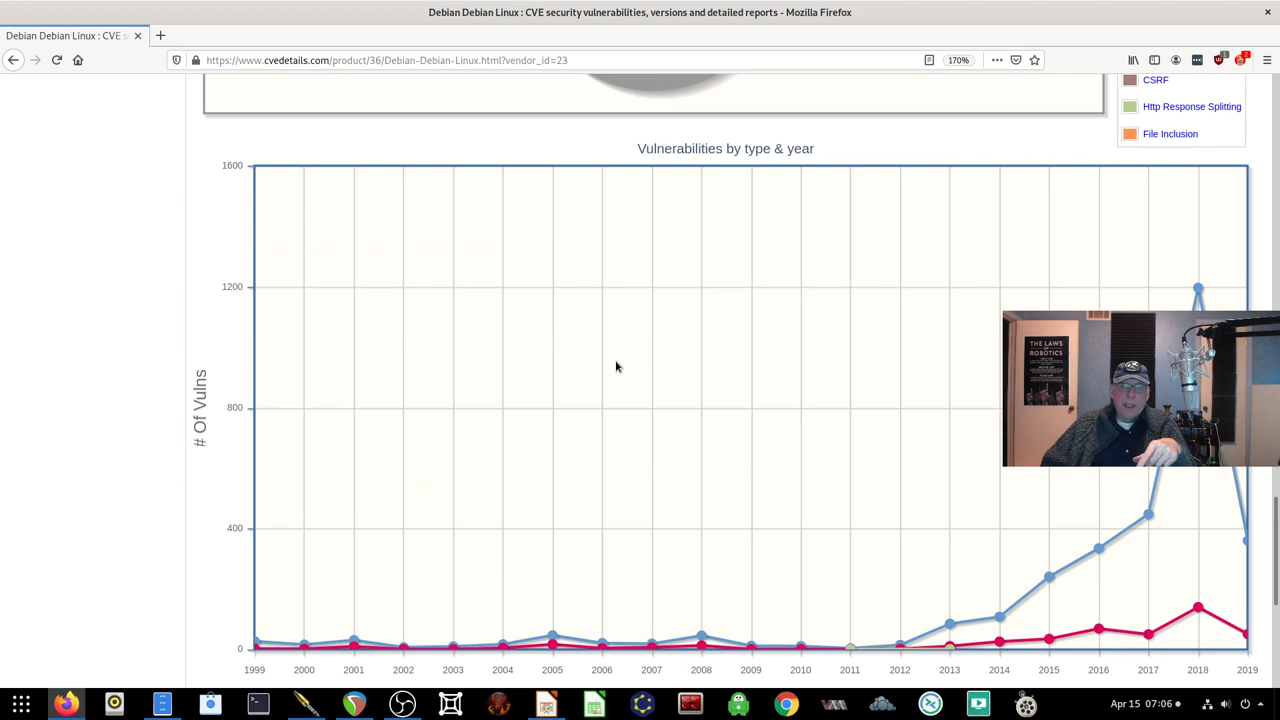 Debian Debian Linux : CVE security vulnerabilities, versions and detailed reports - Mozilla Firefox
Debian Debian Linux : CVE s
https://www.cvedetails.com/product/36/Debian-Debian-Linux.html?vendor_id=23
170%
1
2
CSRF
Http Response Splitting
File Inclusion
Vulnerabilities by type & year
1600
1200
800
400
0
# Of Vulns
1999 2000 2001 2002 2003 2004 2005 2006 2007 2008 2009 2010 2011 2012 2013 2014 2015 2016 2017 2018 2019
THE LAWS
OF
ROBOTICS
Apr 15 07:06